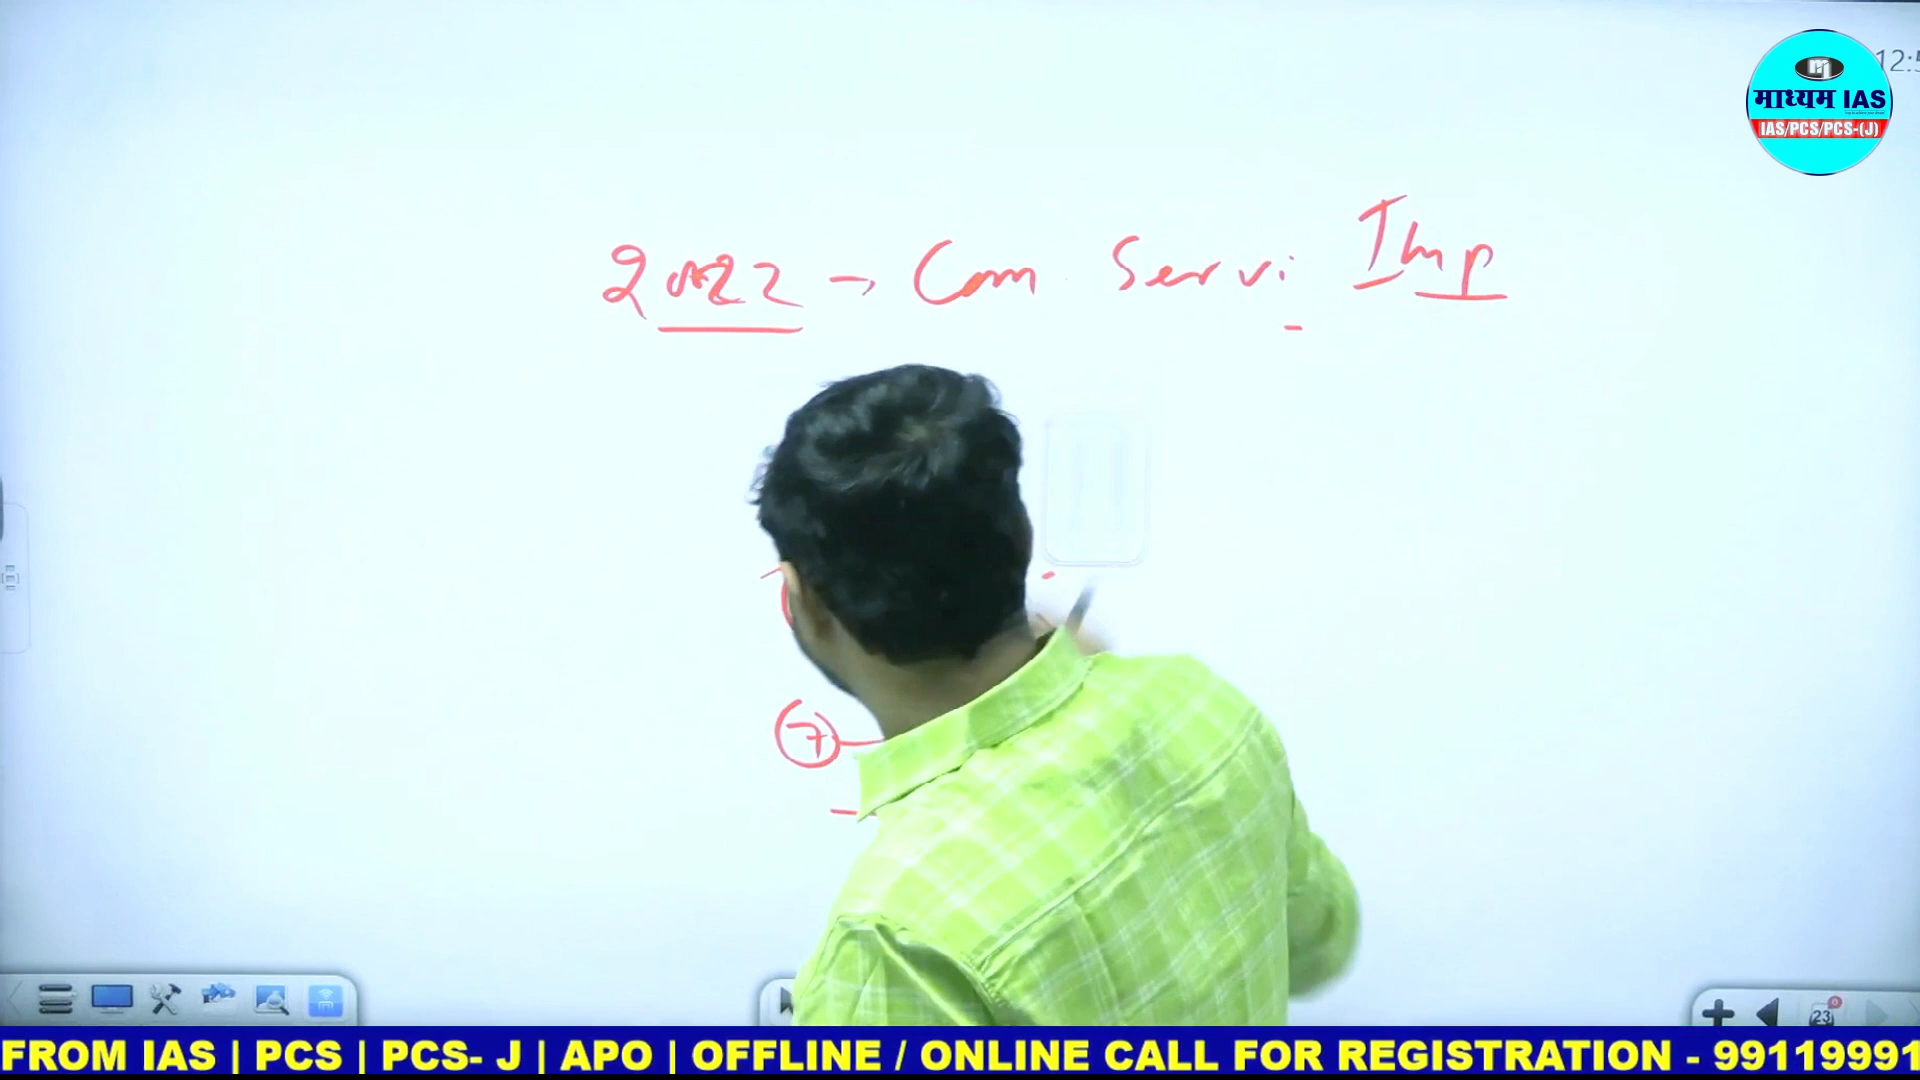 12:5
mj
माध्यम IAS
IAS/PCS/PCS-(J)
2022 → Com Servi Imp
7
23
FROM IAS | PCS | PCS- J | APO | OFFLINE / ONLINE CALL FOR REGISTRATION - 99119991